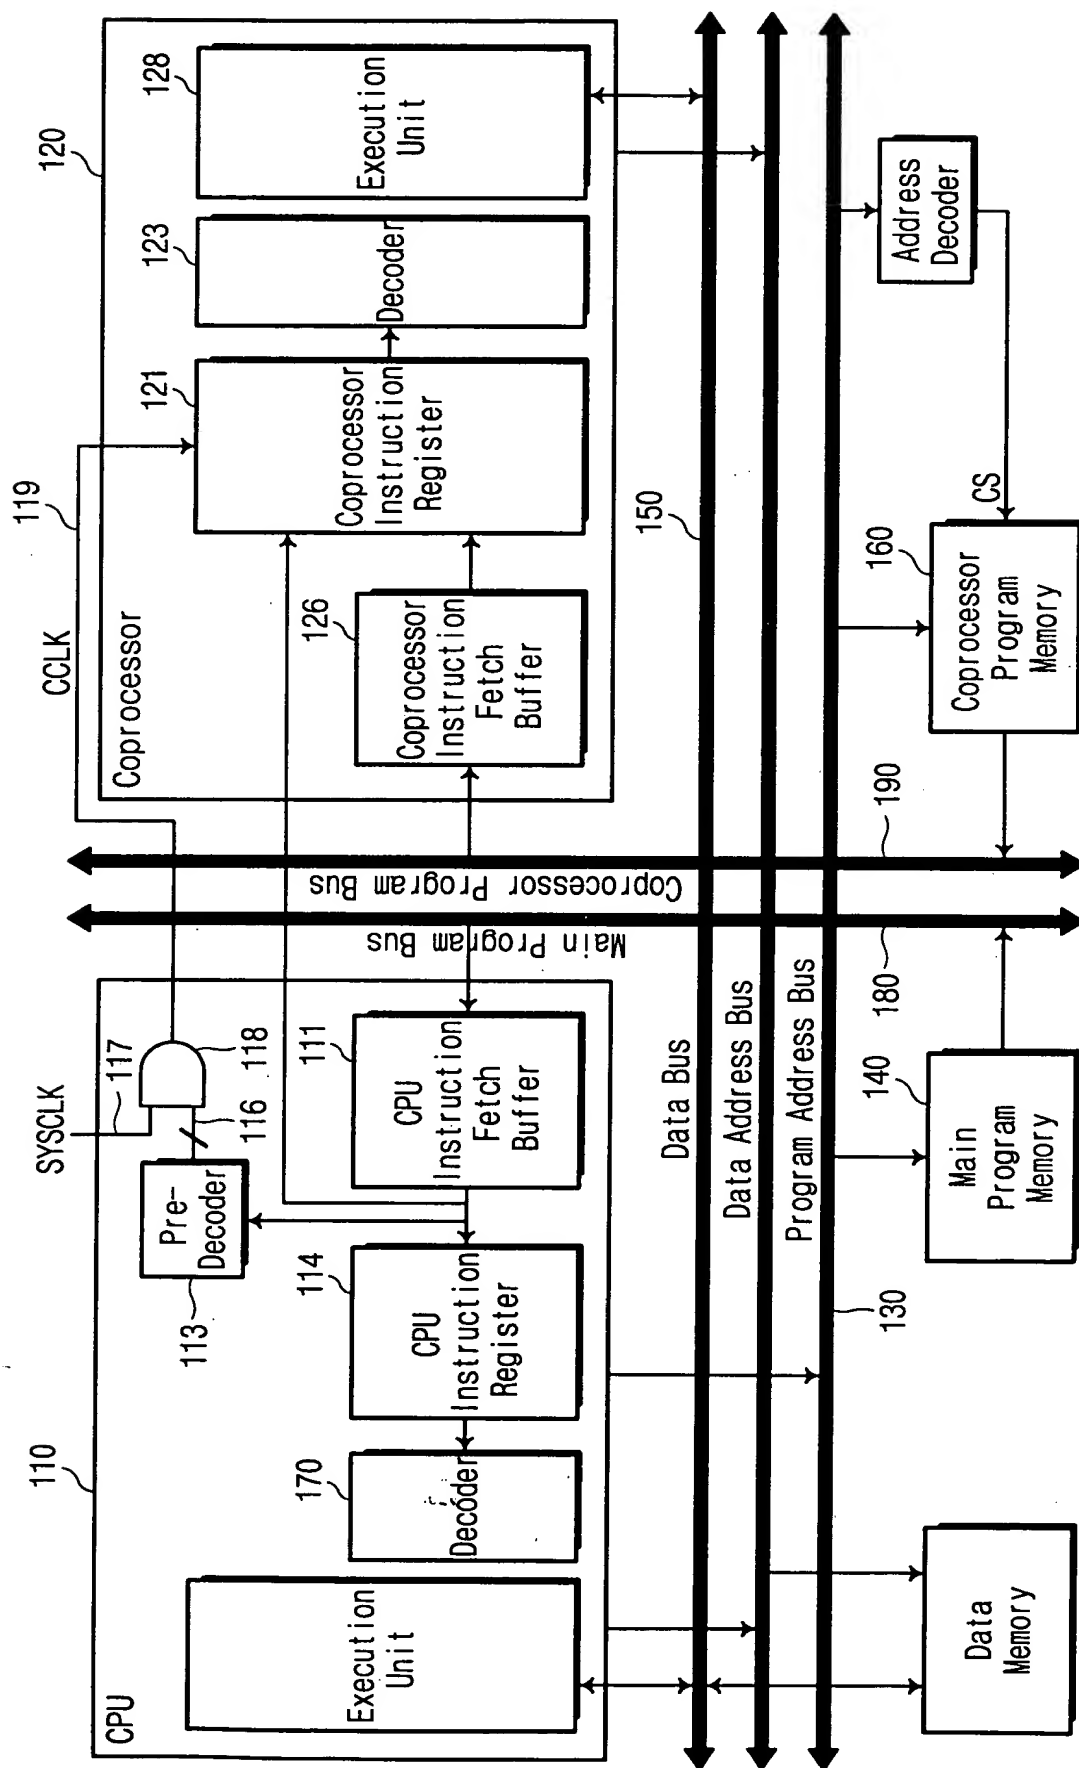 CPU
110
Execution
Unit
Decoder
170
CPU
Instruction
Register
114
Pre-
Decoder
113
SYSCLK
117
116
118
CPU
Instruction
Fetch
Buffer
111
CCLK
119
Main Program Bus
Coprocessor Program Bus
Coprocessor
120
Coprocessor
Instruction
Fetch
Buffer
126
Coprocessor
Instruction
Register
121
Decoder
123
Execution
Unit
128
Data Bus
150
Data Address Bus
Program Address Bus
130
Data
Memory
Main
Program
Memory
140
180
190
Coprocessor
Program
Memory
160
CS
Address
Decoder